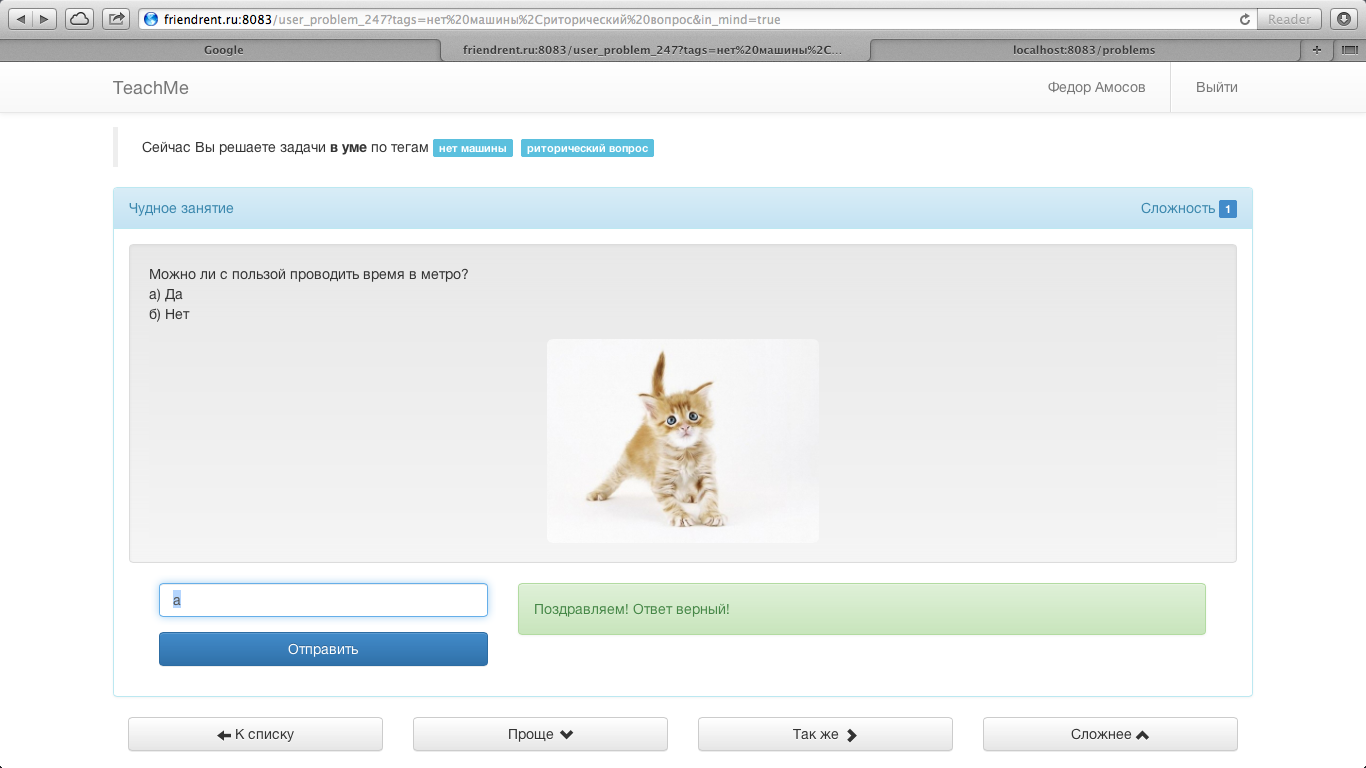 friendrent.ru:8083/user_problem_247?tags=нет%20машины%2Cриторический%20вопрос&in_mind=true
Reader
Google
friendrent.ru:8083/user_problem_247?tags=нет%20машины%2C...
localhost:8083/problems
TeachMe
Федор Амосов
Выйти
Сейчас Вы решаете задачи в уме по тегам нет машины риторический вопрос
Чудное занятие
Сложность 1
Можно ли с пользой проводить время в метро?
а) Да
б) Нет
а
Поздравляем! Ответ верный!
Отправить
К списку
Проще
Так же
Сложнее